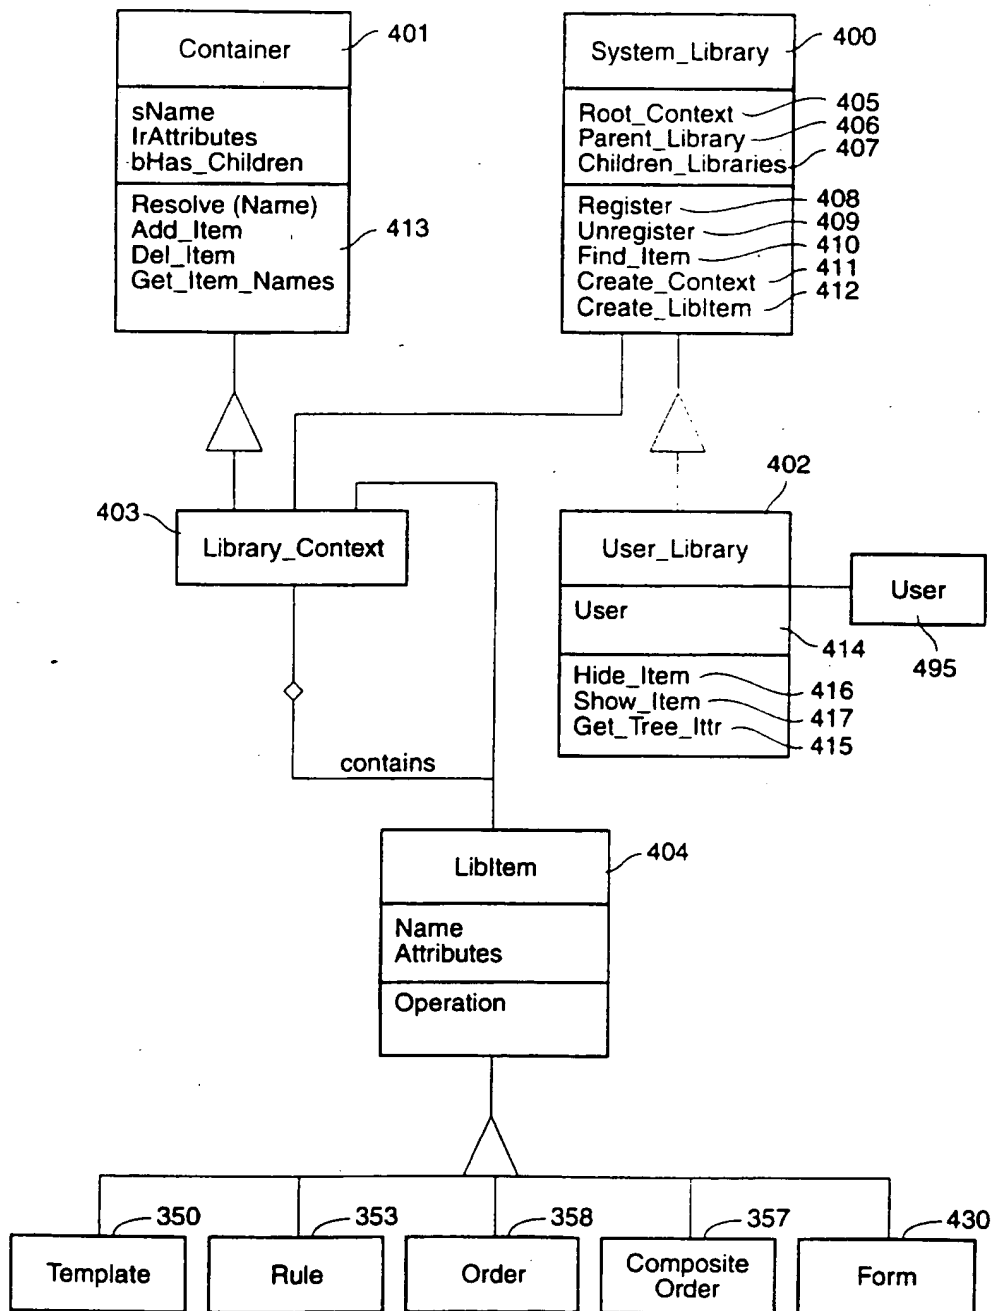 Container
401
sName
IrAttributes
bHas_Children
Resolve (Name)
Add_Item
Del_Item
Get_Item_Names
413
System_Library
400
Root_Context
405
Parent_Library
406
Children_Libraries
407
Register
408
Unregister
409
Find_Item
410
Create_Context
411
Create_LibItem
412
403
Library_Context
402
User_Library
User
414
Hide_Item
416
Show_Item
417
Get_Tree_Ittr
415
User
495
contains
LibItem
404
Name
Attributes
Operation
350
353
358
357
430
Template
Rule
Order
Composite
Order
Form